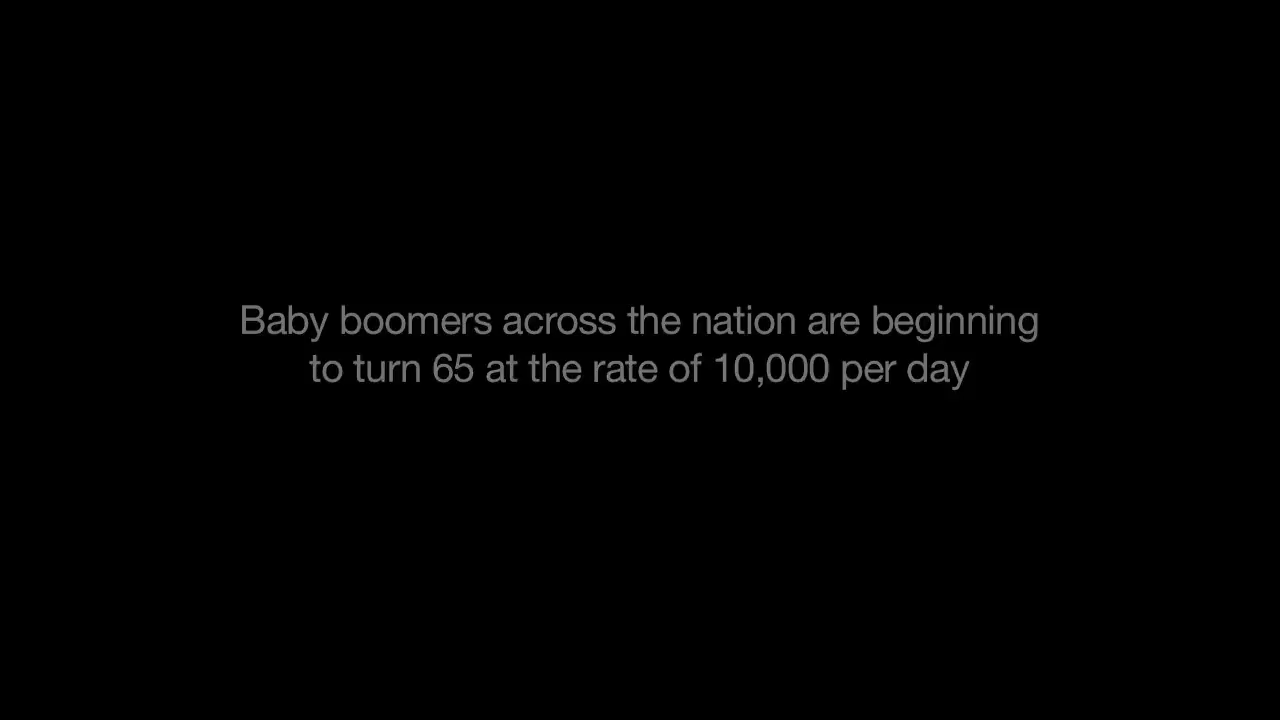 Baby boomers across the nation are beginning
to turn 65 at the rate of 10,000 per day